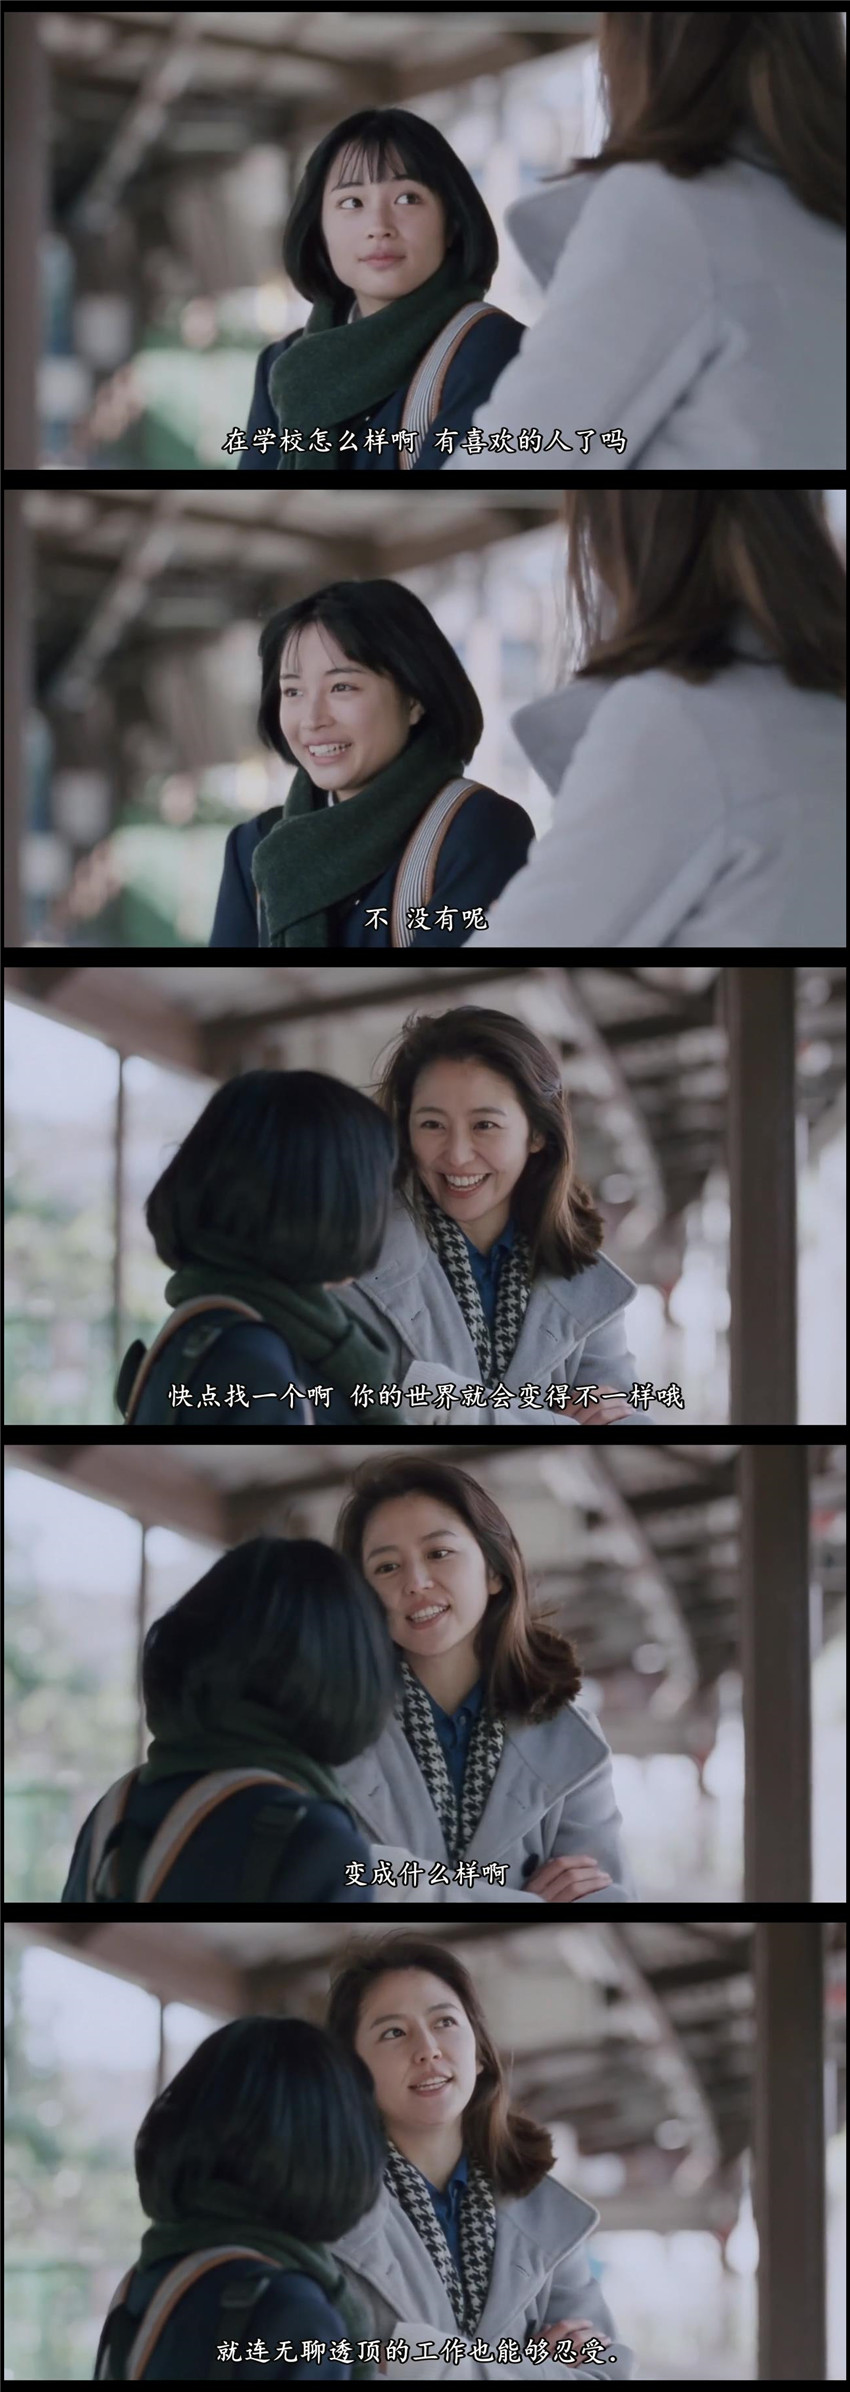 在学校怎么样啊 有喜欢的人了吗
不 没有呢
快点找一个啊 你的世界就会变得不一样哦
变成什么样啊
就连无聊透顶的工作也能够忍受.